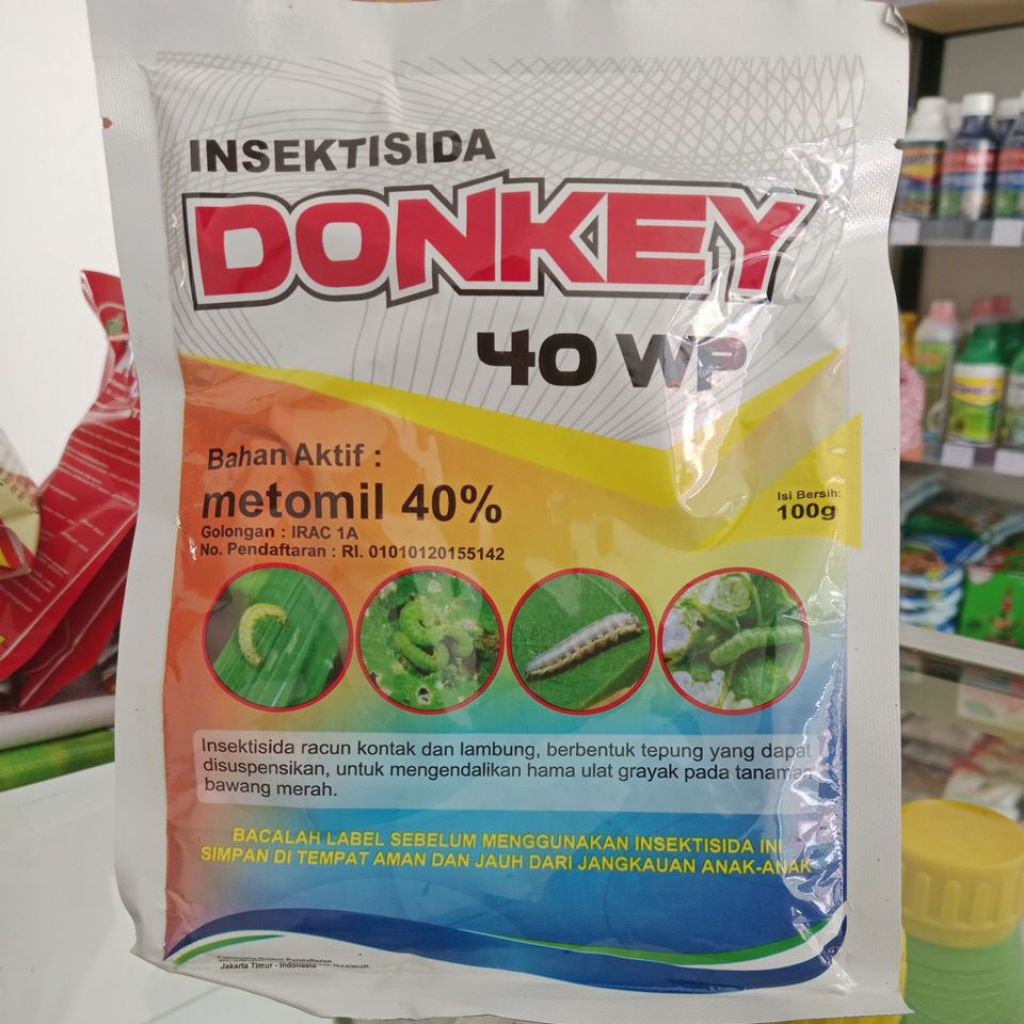 INSEKTISIDA
DONKEY
40 WP
Bahan Aktif :
metomil 40%
Golongan : IRAC 1A
No. Pendaftaran : RI. 01010120155142
Isi Bersih:
100g
Insektisida racun kontak dan lambung, berbentuk tepung yang dapat
disuspensikan, untuk mengendalikan hama ulat grayak pada tanaman
bawang merah.
BACALAH LABEL SEBELUM MENGGUNAKAN INSEKTISIDA INI
SIMPAN DI TEMPAT AMAN DAN JAUH DARI JANGKAUAN ANAK-ANAK
Jakarta Timur - Indonesia